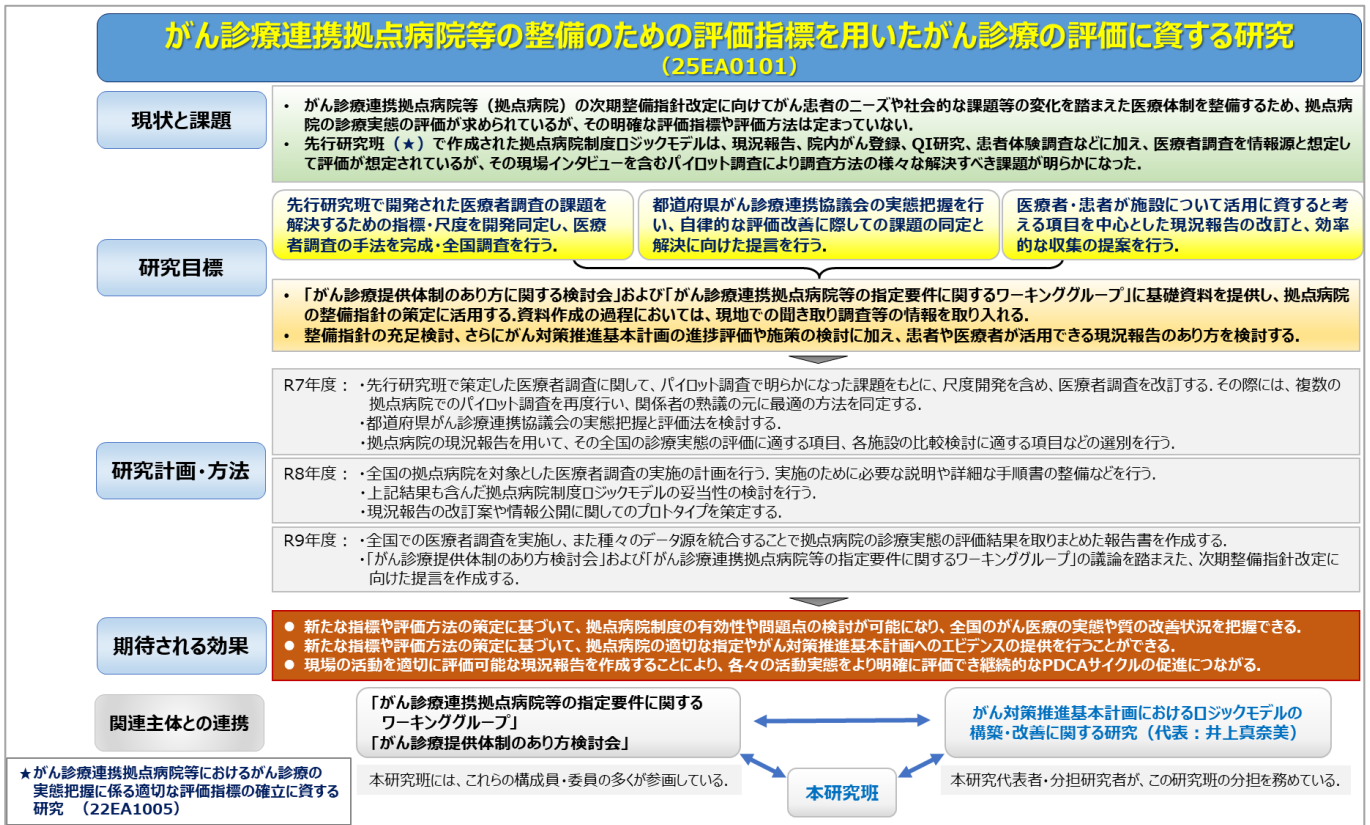 がん診療連携拠点病院等の整備のための評価指標を用いたがん診療の評価に資する研究
（25EA0101）
現状と課題
・ がん診療連携拠点病院等（拠点病院）の次期整備指針改定に向けてがん患者のニーズや社会的な課題等の変化を踏まえた医療体制を整備するため、拠点病
院の診療実態の評価が求められているが、その明確な評価指標や評価方法は定まっていない．
・ 先行研究班（★）で作成された拠点病院制度ロジックモデルは、現況報告、院内がん登録、QI研究、患者体験調査などに加え、医療者調査を情報源と想定し
て評価が想定されているが、その現場インタビューを含むパイロット調査により調査方法の様々な解決すべき課題が明らかになった．
研究目標
先行研究班で開発された医療者調査の課題を
解決するための指標・尺度を開発同定し、医療
者調査の手法を完成・全国調査を行う．
都道府県がん診療連携協議会の実態把握を行
い、自律的な評価改善に際しての課題の同定と
解決に向けた提言を行う．
医療者・患者が施設について活用に資すると考
える項目を中心とした現況報告の改訂と、効率
的な収集の提案を行う．
・ 「がん診療提供体制のあり方に関する検討会」および「がん診療連携拠点病院等の指定要件に関するワーキンググループ」に基礎資料を提供し、拠点病院
の整備指針の策定に活用する．資料作成の過程においては、現地での聞き取り調査等の情報を取り入れる．
・ 整備指針の充足検討、さらにがん対策推進基本計画の進捗評価や施策の検討に加え、患者や医療者が活用できる現況報告のあり方を検討する．
研究計画・方法
R7年度：・先行研究班で策定した医療者調査に関して、パイロット調査で明らかになった課題をもとに、尺度開発を含め、医療者調査を改訂する．その際には、複数の
拠点病院でのパイロット調査を再度行い、関係者の熟議の元に最適の方法を同定する．
・都道府県がん診療連携協議会の実態把握と評価法を検討する．
・拠点病院の現況報告を用いて、その全国の診療実態の評価に適する項目、各施設の比較検討に適する項目などの選別を行う．
R8年度：・全国の拠点病院を対象とした医療者調査の実施の計画を行う．実施のために必要な説明や詳細な手順書の整備などを行う．
・上記結果も含んだ拠点病院制度ロジックモデルの妥当性の検討を行う．
・現況報告の改訂案や情報公開に関してのプロトタイプを策定する．
R9年度：・全国での医療者調査を実施し、また種々のデータ源を統合することで拠点病院の診療実態の評価結果を取りまとめた報告書を作成する．
・「がん診療提供体制のあり方検討会」および「がん診療連携拠点病院等の指定要件に関するワーキンググループ」の議論を踏まえた、次期整備指針改定に
向けた提言を作成する．
期待される効果
● 新たな指標や評価方法の策定に基づいて、拠点病院制度の有効性や問題点の検討が可能になり、全国のがん医療の実態や質の改善状況を把握できる．
● 新たな指標や評価方法の策定に基づいて、拠点病院の適切な指定やがん対策推進基本計画へのエビデンスの提供を行うことができる．
● 現場の活動を適切に評価可能な現況報告を作成することにより、各々の活動実態をより明確に評価でき継続的なPDCAサイクルの促進につながる．
関連主体との連携
「がん診療連携拠点病院等の指定要件に関する
ワーキンググループ」
「がん診療提供体制のあり方検討会」
がん対策推進基本計画におけるロジックモデルの
構築・改善に関する研究（代表：井上真奈美）
本研究班には、これらの構成員・委員の多くが参画している．
本研究班
本研究代表者・分担研究者が、この研究班の分担を務めている．
★がん診療連携拠点病院等におけるがん診療の
実態把握に係る適切な評価指標の確立に資する
研究 （22EA1005）